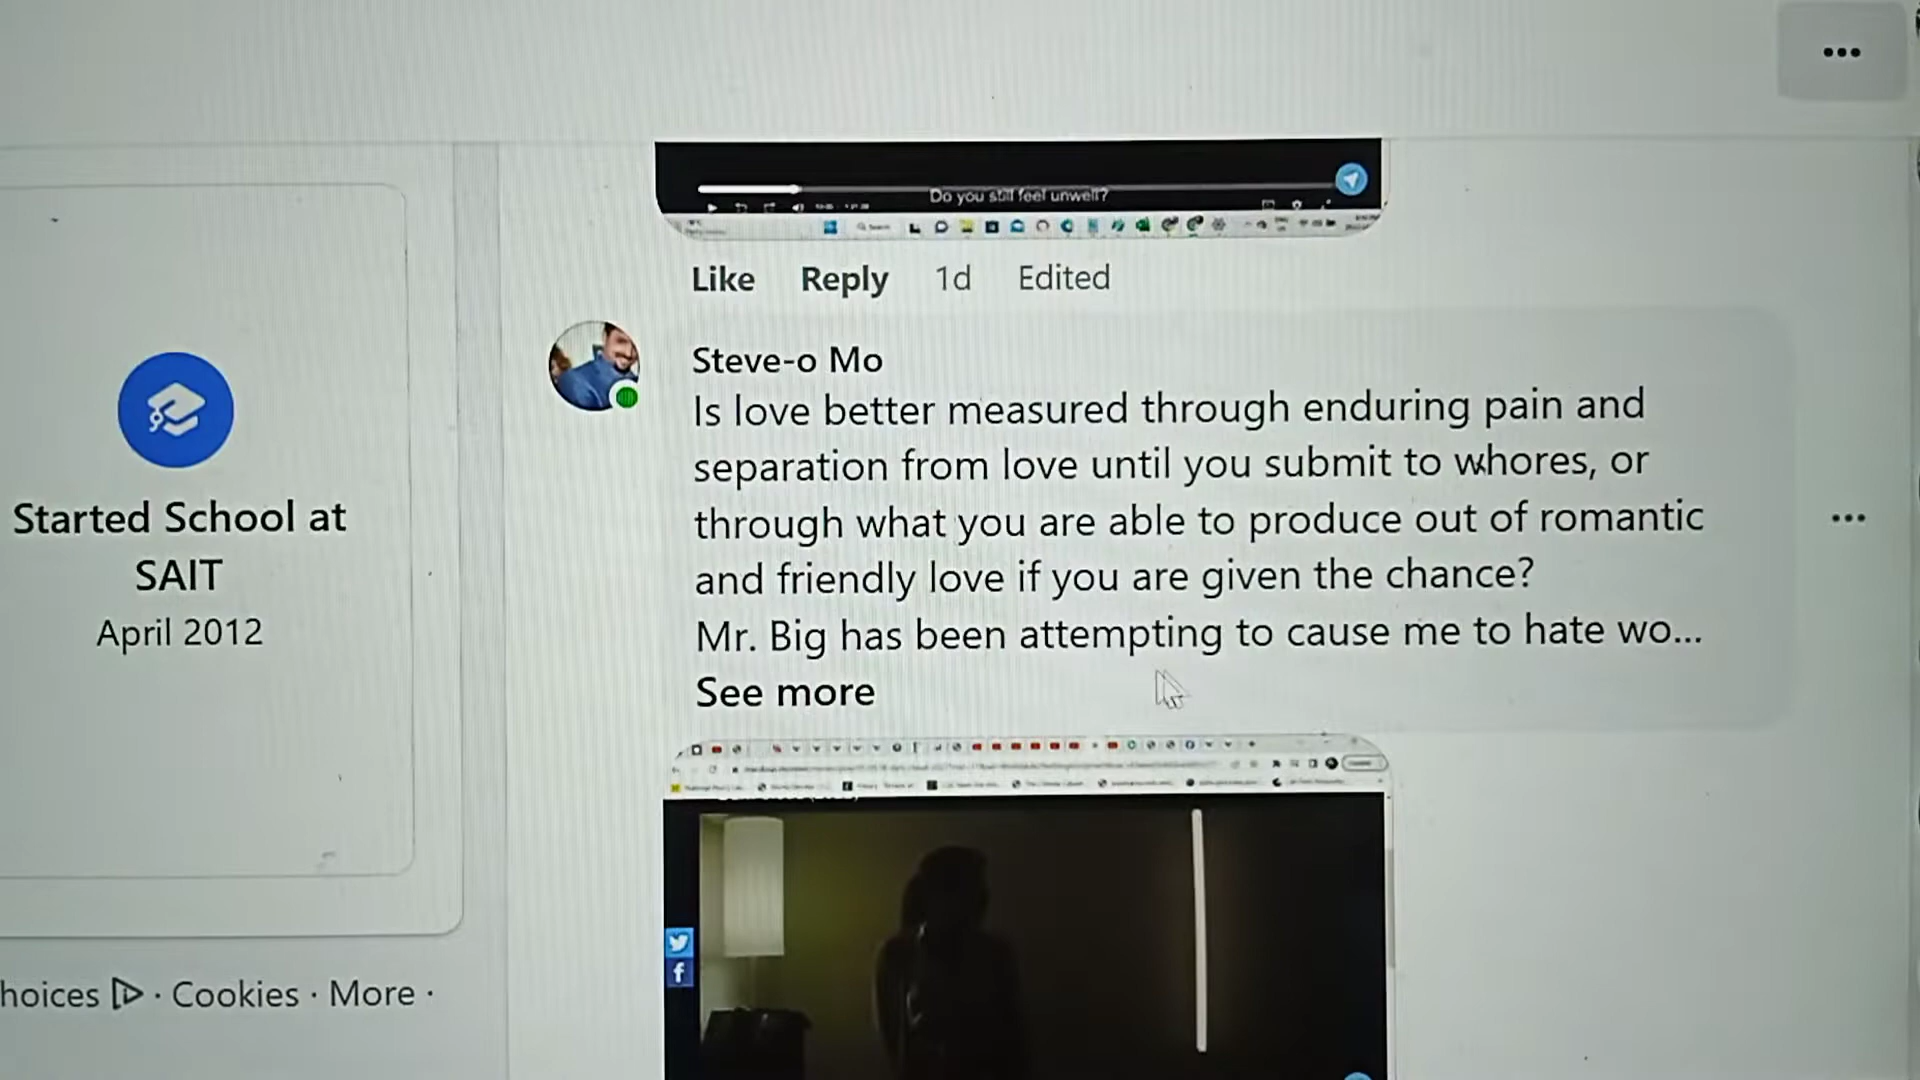 Do you still feel unwell?
Like Reply 1d Edited
Steve-o Mo
Is love better measured through enduring pain and
separation from love until you submit to whores, or
through what you are able to produce out of romantic
and friendly love if you are given the chance?
Mr. Big has been attempting to cause me to hate wo...
See more
Started School at
SAIT
April 2012
hoices · Cookies · More ·